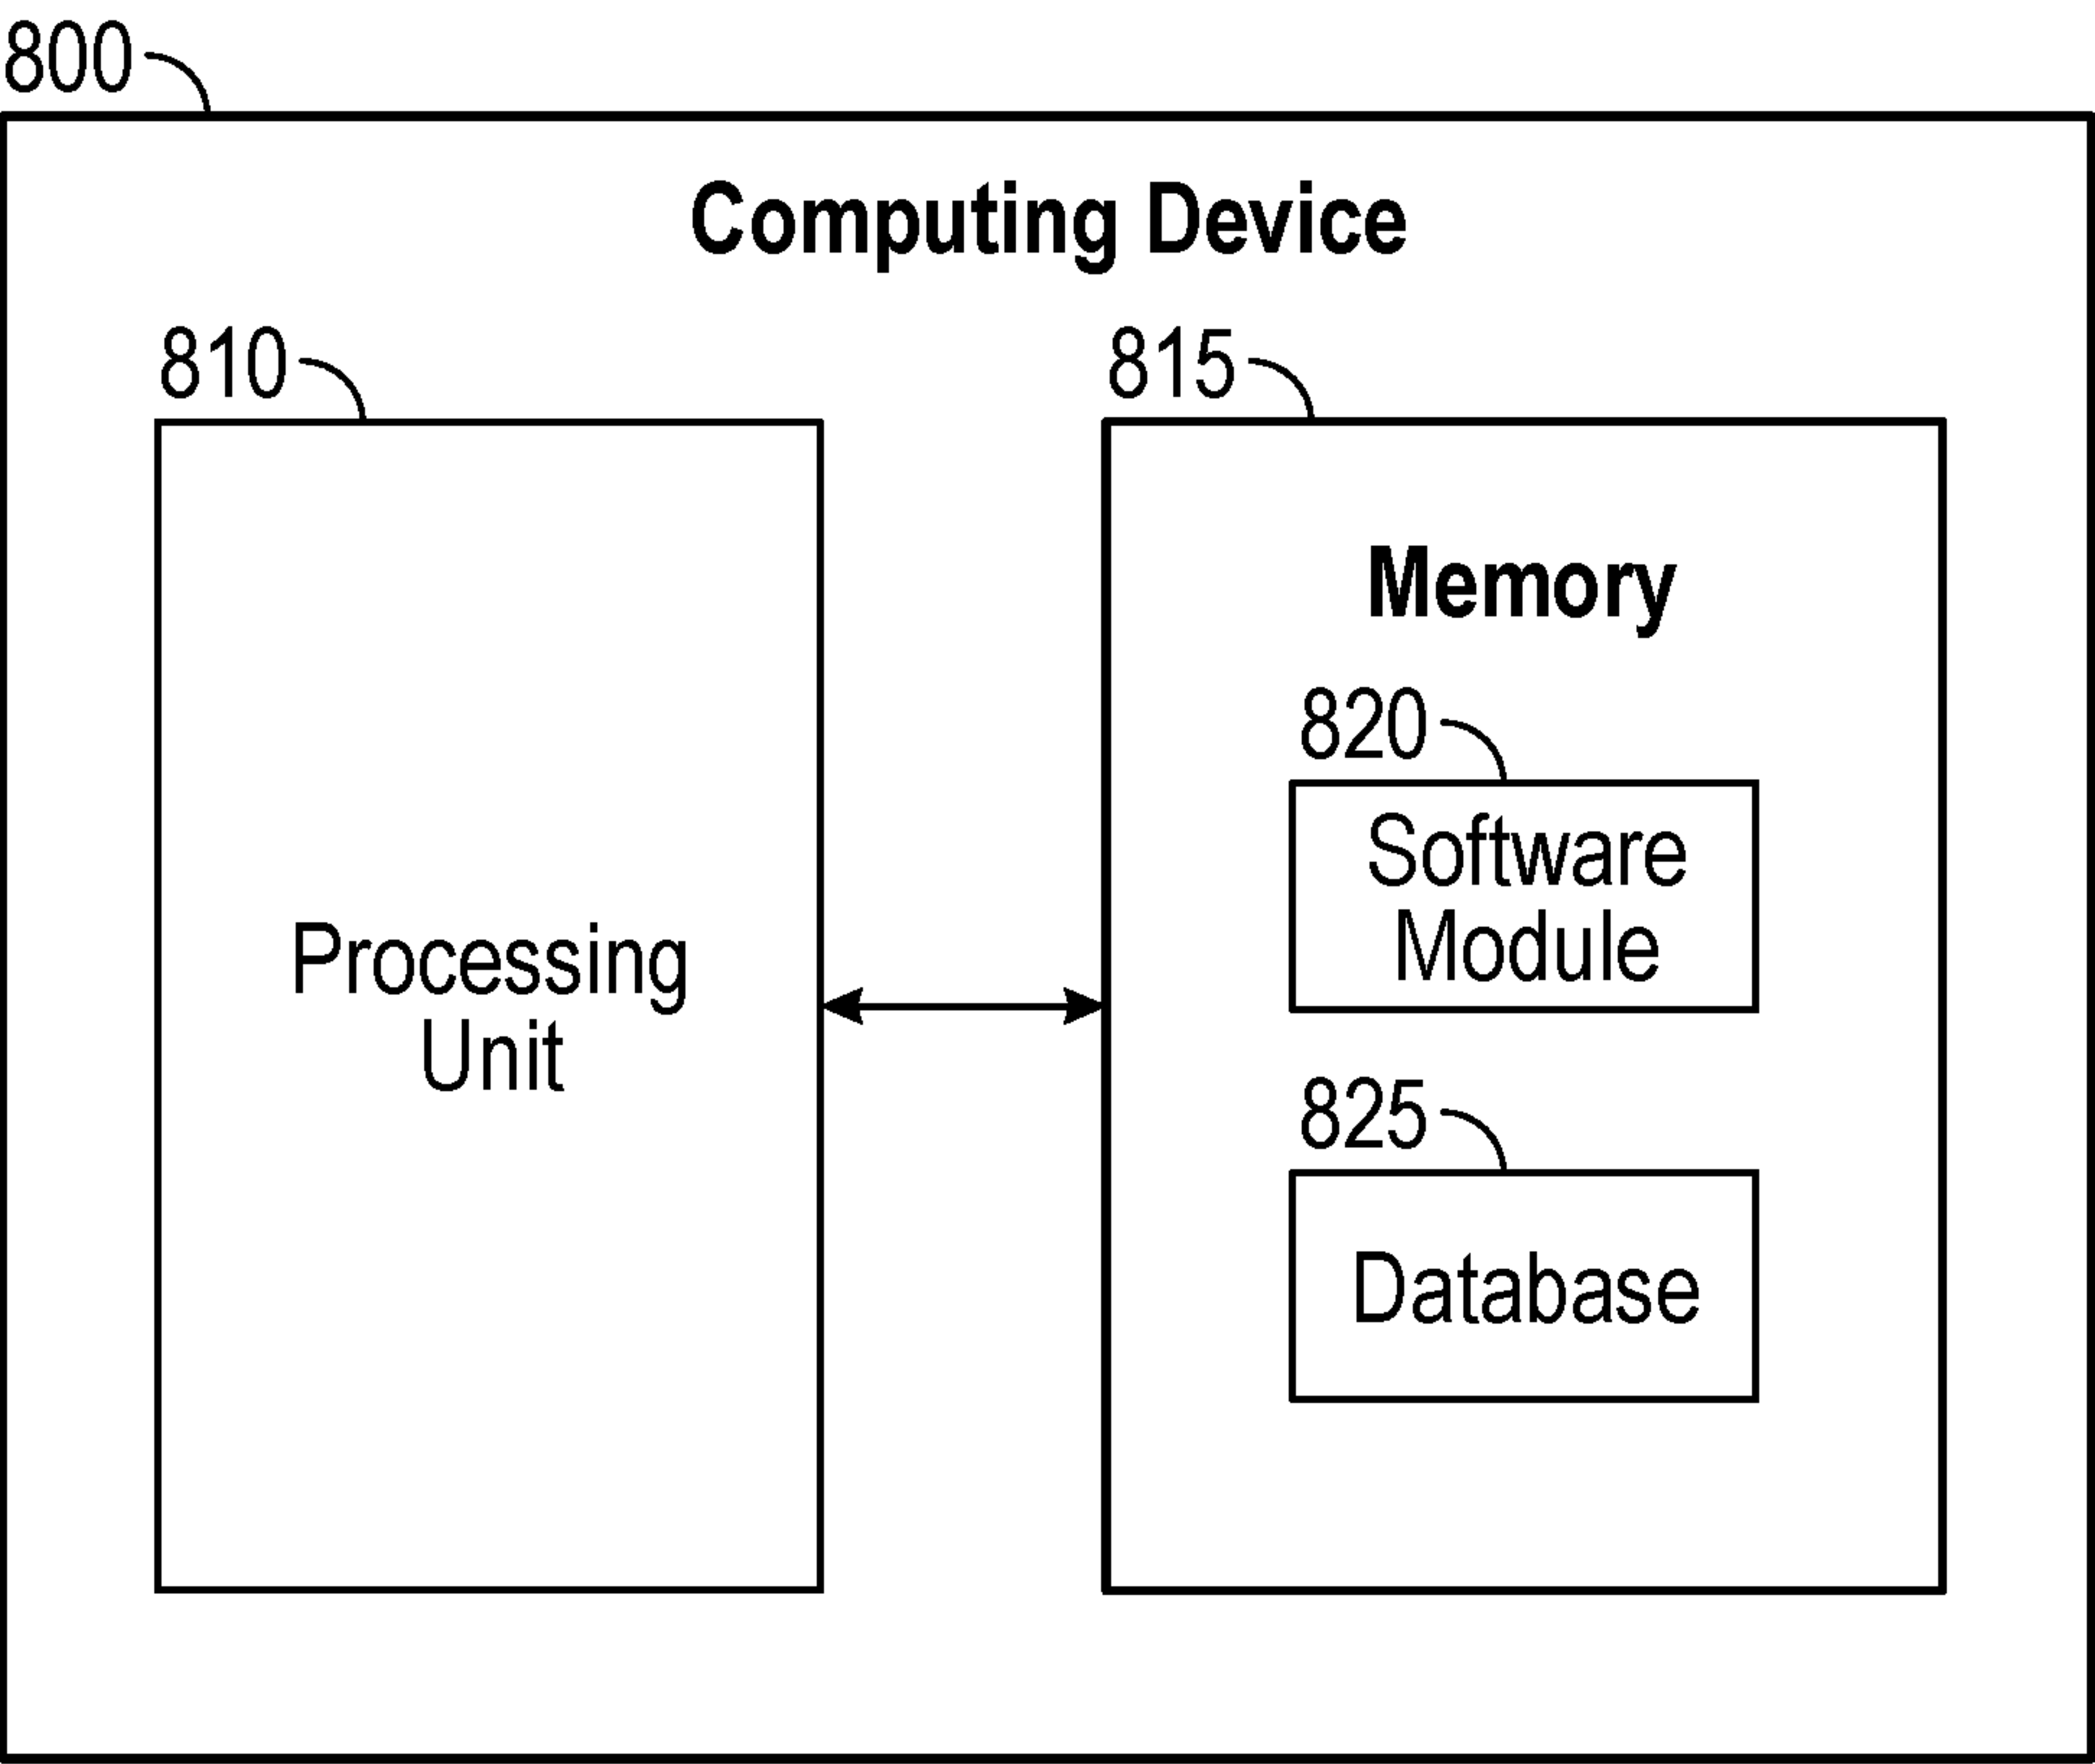 800
Computing Device
810
815
Memory
820
Software
Module
Processing
Unit
825
Database